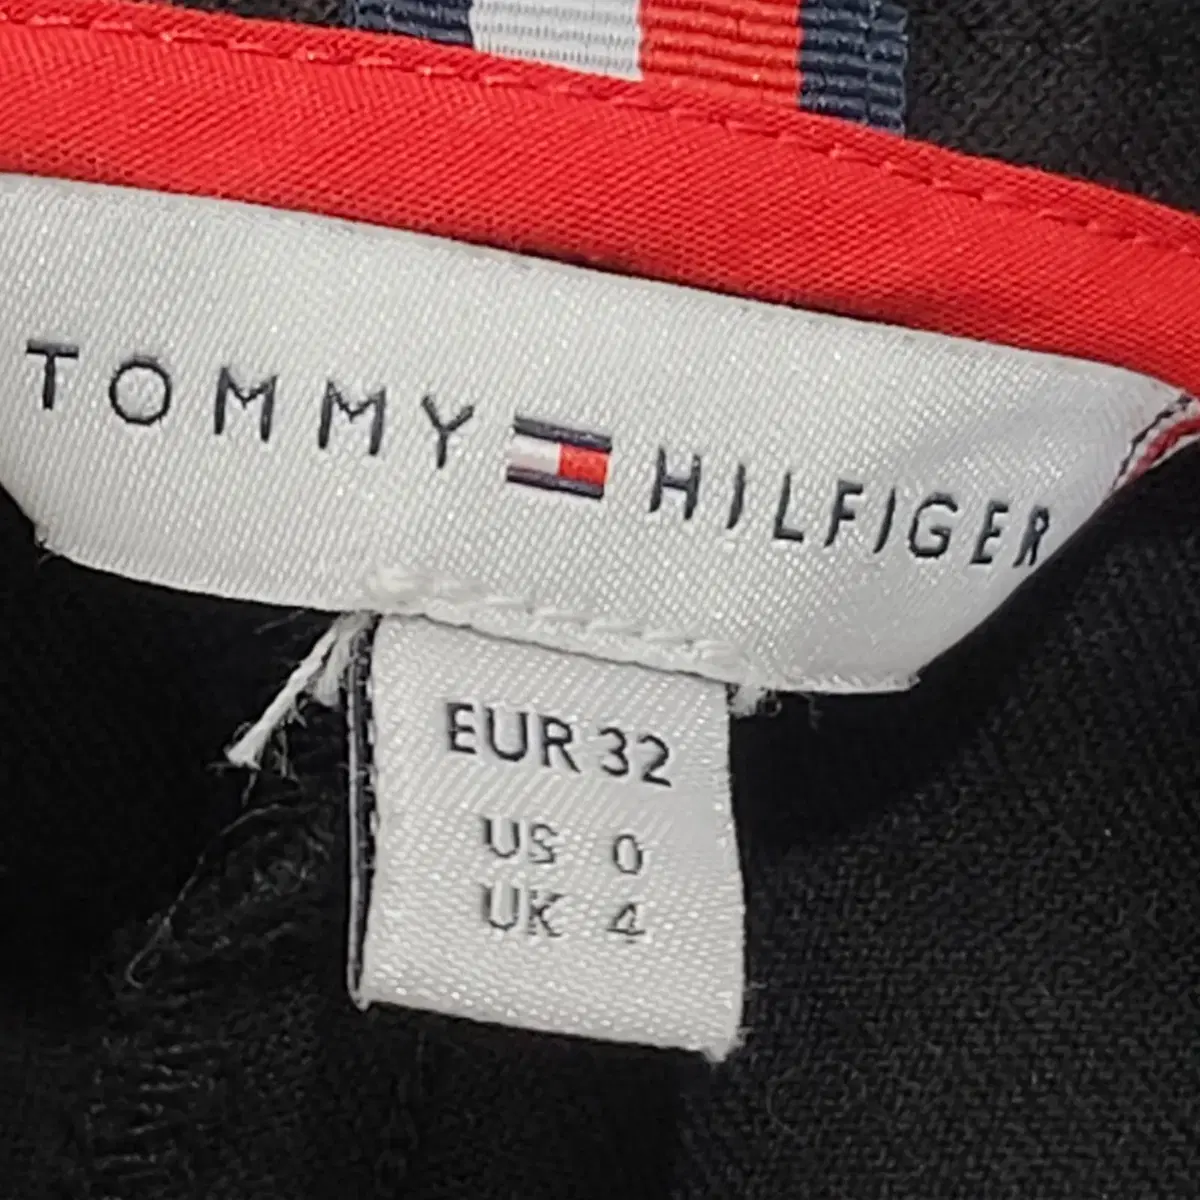 TOMMY HILFIGER
EUR 32
US 0
UK 4